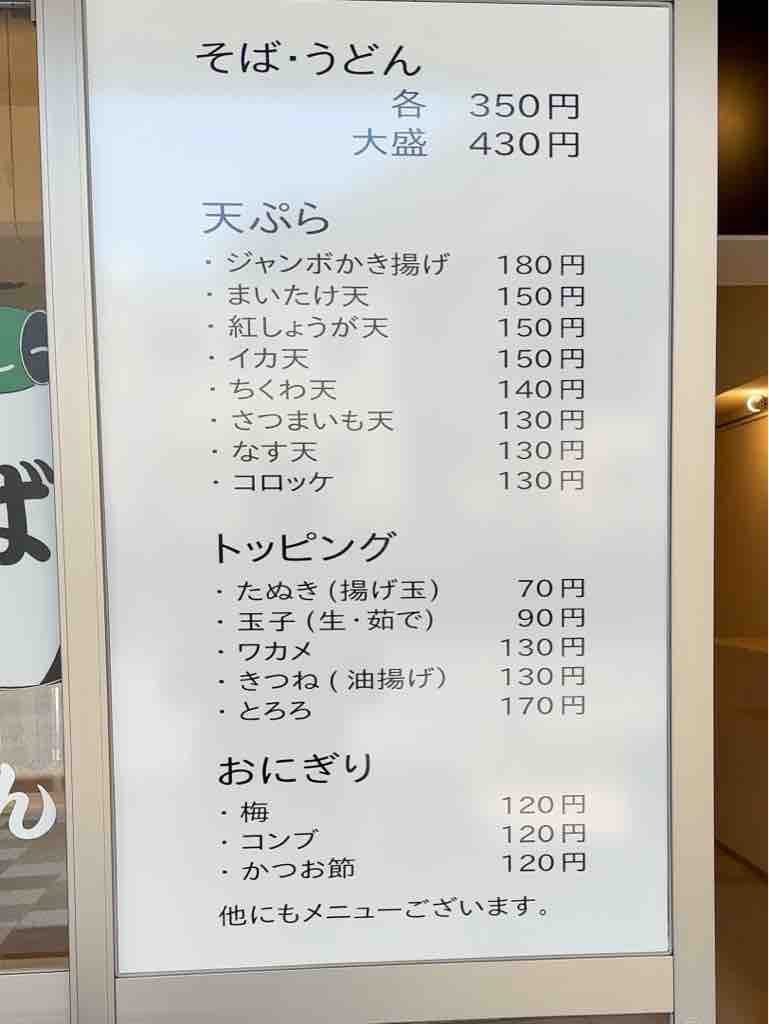 そば・うどん
各 350円
大盛 430円
天ぷら
・ジャンボかき揚げ 180円
・まいたけ天 150円
・紅しょうが天 150円
・イカ天 150円
・ちくわ天 140円
・さつまいも天 130円
・なす天 130円
・コロッケ 130円
トッピング
・たぬき(揚げ玉) 70円
・玉子(生・茹で) 90円
・ワカメ 130円
・きつね(油揚げ) 130円
・とろろ 170円
おにぎり
・梅 120円
・コンブ 120円
・かつお節 120円
他にもメニューございます。
ば
ん